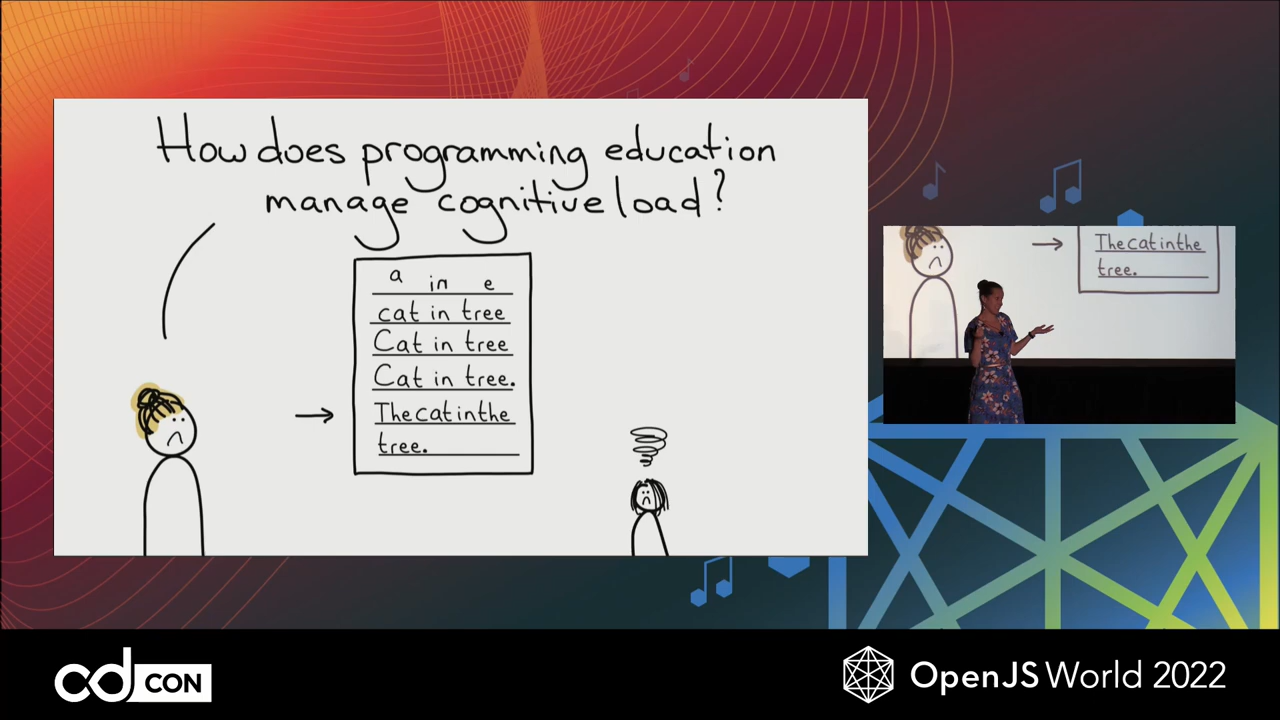 How does programming education
manage cognitive load?
a in e
cat in tree
Cat in tree
Cat in tree.
The cat in the
tree.
The cat in the
tree.
cd CON
OpenJS World 2022